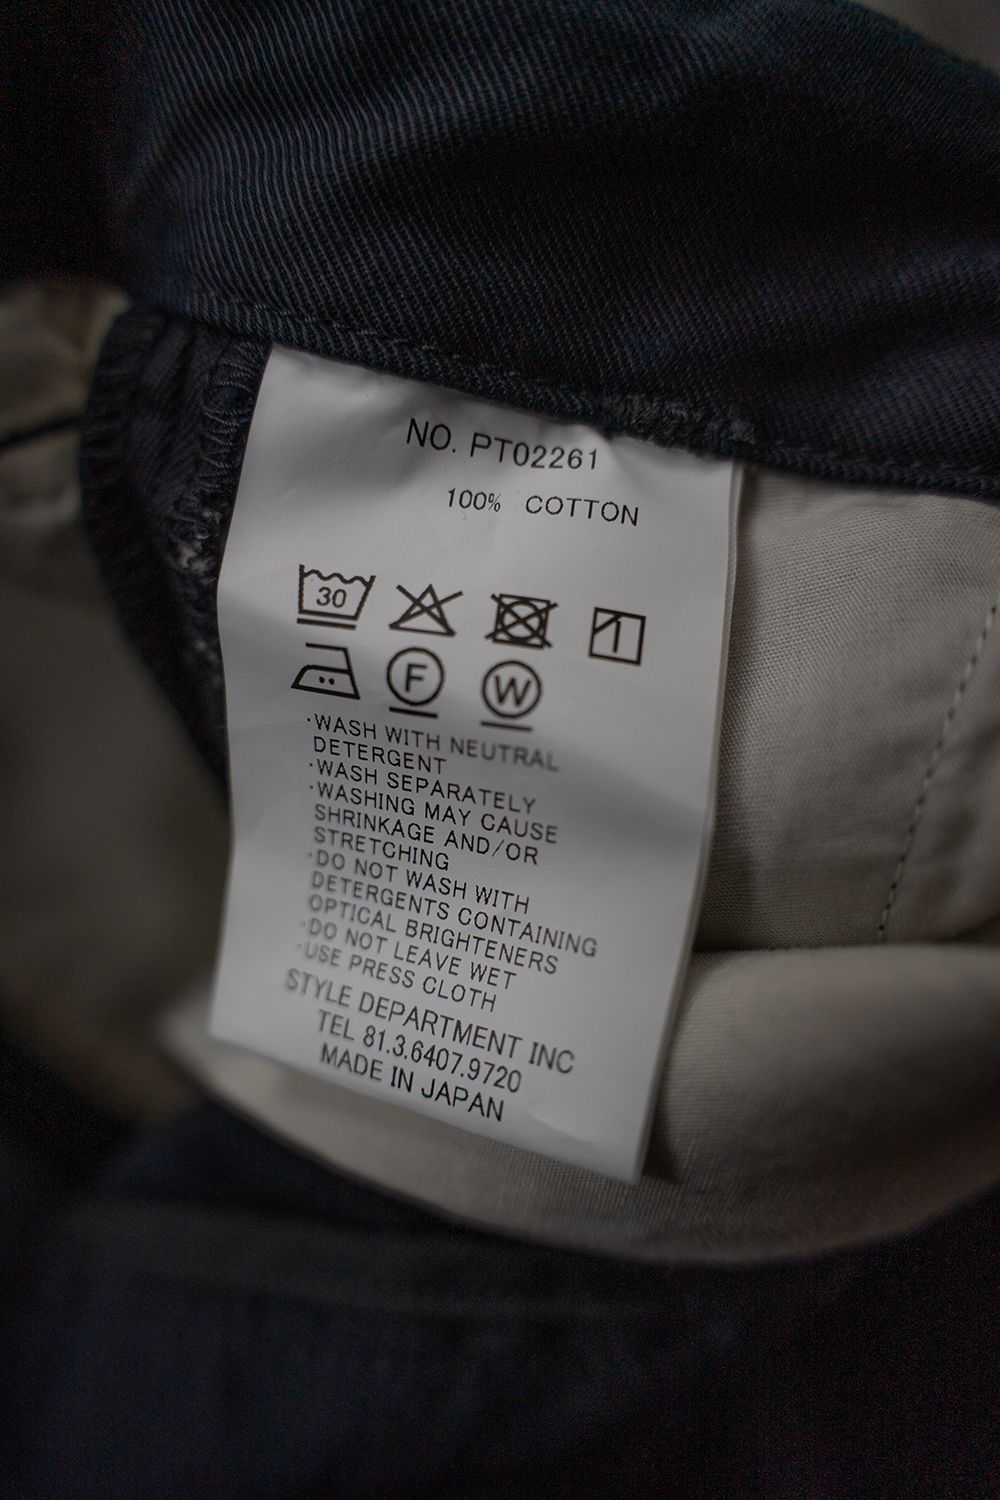 NO. PT02261
100% COTTON
30
F W
·WASH WITH NEUTRAL
DETERGENT
·WASH SEPARATELY
·WASHING MAY CAUSE
SHRINKAGE AND/OR
STRETCHING
·DO NOT WASH WITH
DETERGENTS CONTAINING
OPTICAL BRIGHTENERS
·DO NOT LEAVE WET
·USE PRESS CLOTH
STYLE DEPARTMENT INC
TEL 81.3.6407.9720
MADE IN JAPAN